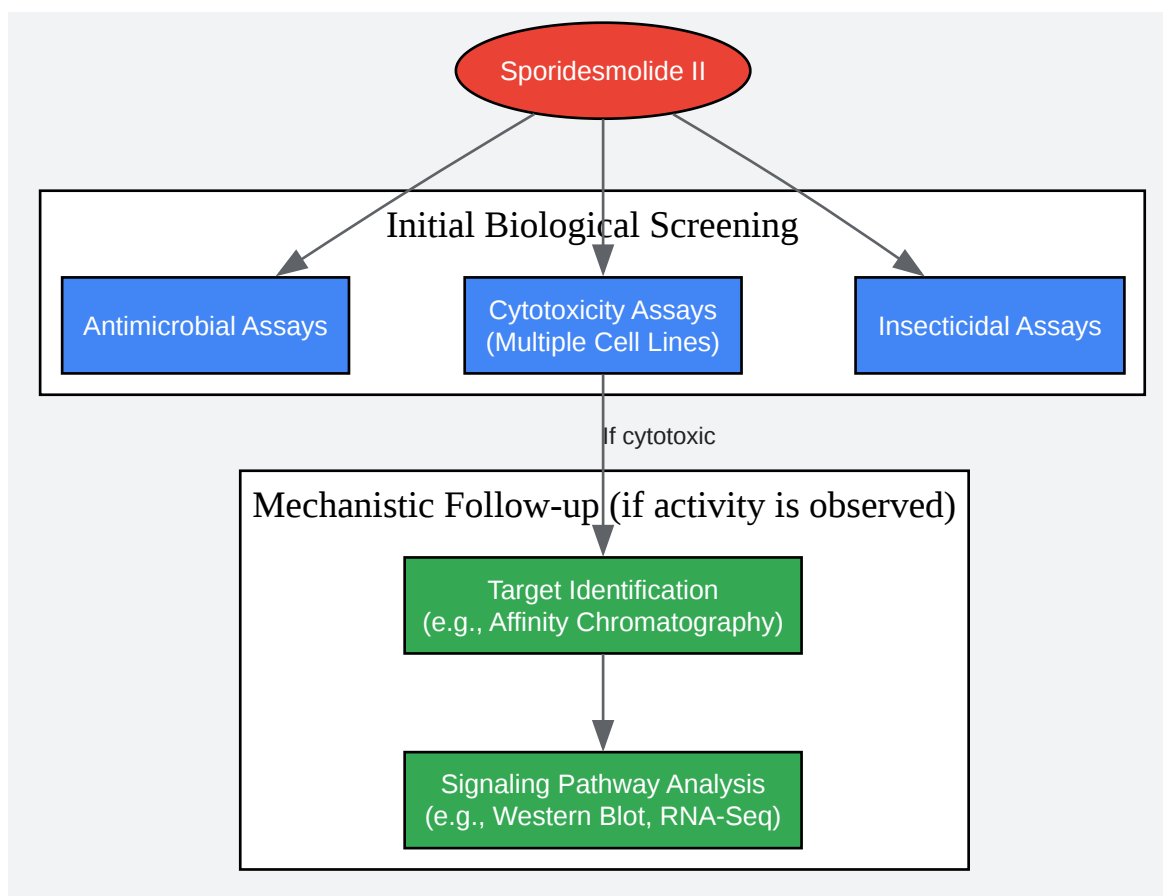 Sporidesmolide II
Initial Biological Screening
Antimicrobial Assays
Cytotoxicity Assays
(Multiple Cell Lines)
Insecticidal Assays
If cytotoxic
Mechanistic Follow-up (if activity is observed)
Target Identification
(e.g., Affinity Chromatography)
Signaling Pathway Analysis
(e.g., Western Blot, RNA-Seq)